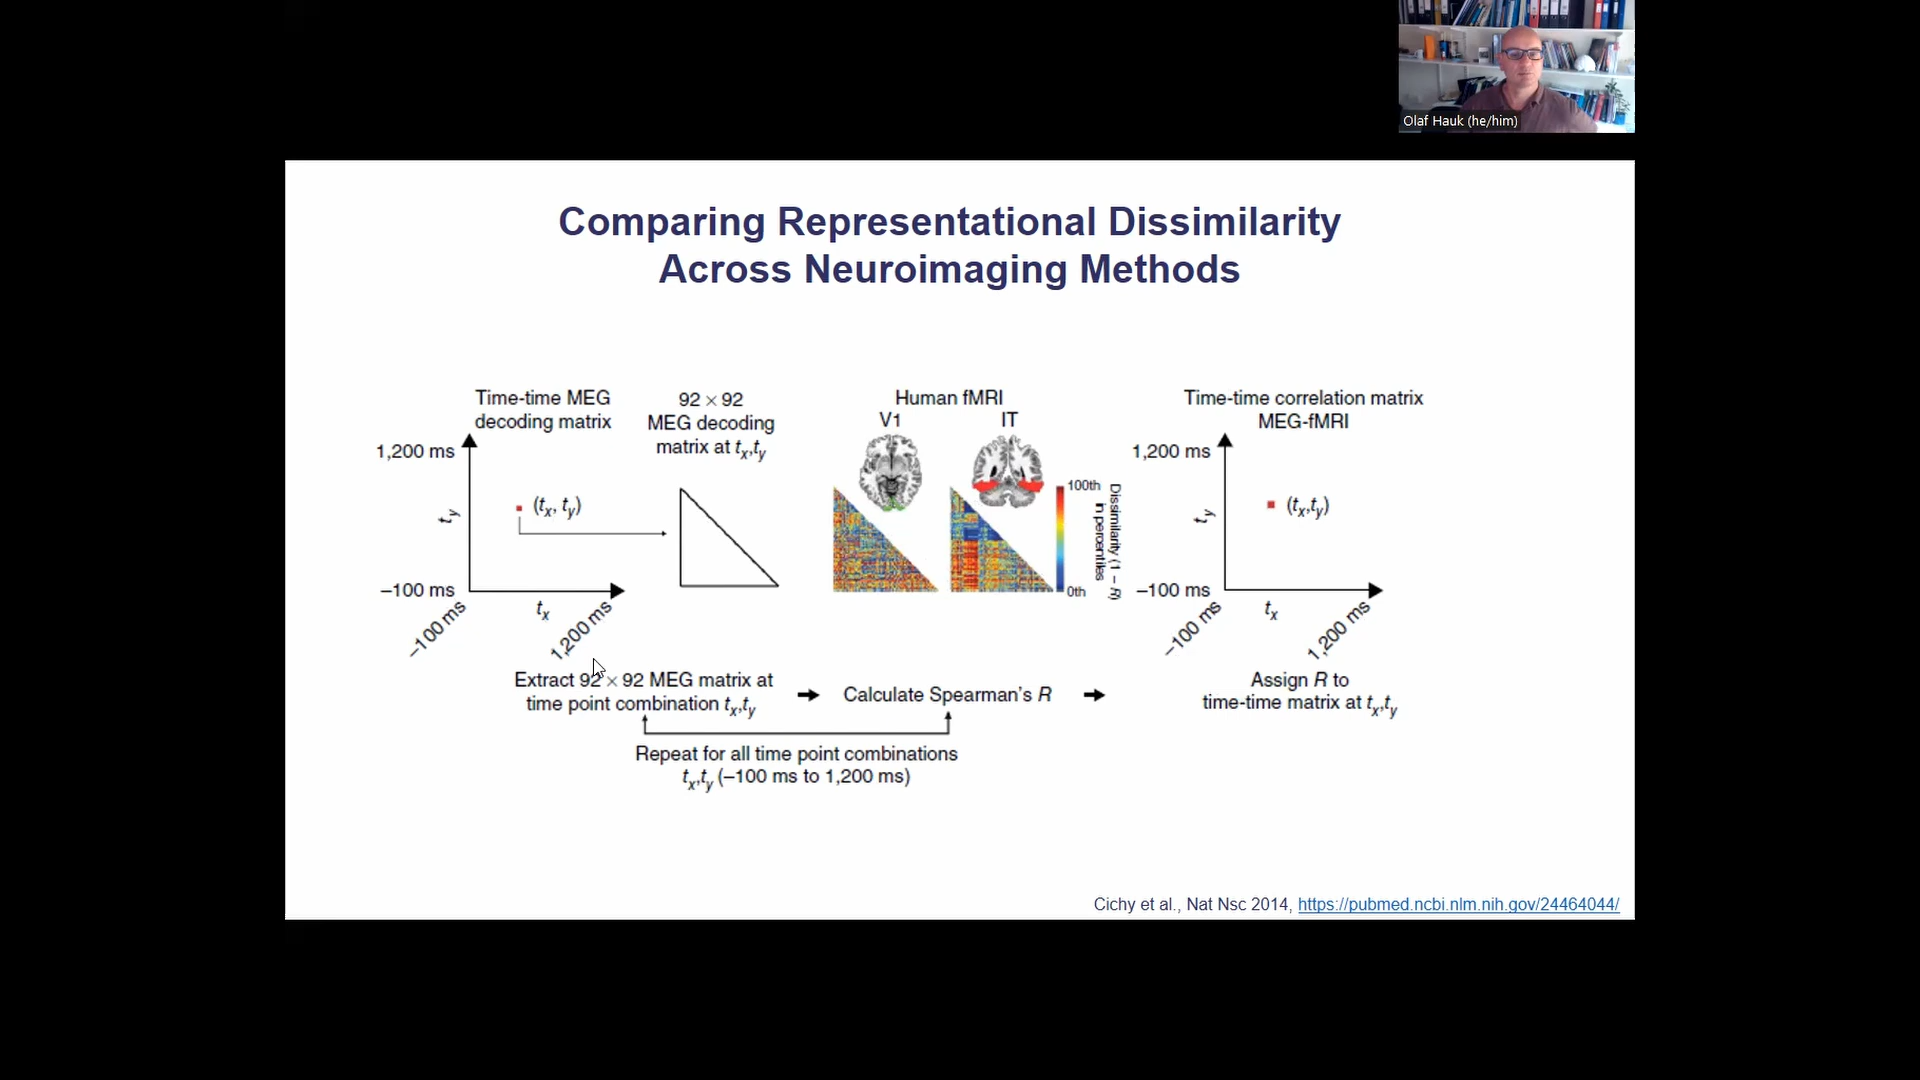 Olaf Hauk (he/him)
Comparing Representational Dissimilarity
Across Neuroimaging Methods
Time-time MEG
decoding matrix
1,200 ms
(tx, ty)
ty
–100 ms
tx
–100 ms
1,200 ms
92 × 92
MEG decoding
matrix at tx,ty
Human fMRI
V1
IT
100th
0th
Dissimilarity (1 – R)
in percentiles
Time-time correlation matrix
MEG-fMRI
1,200 ms
(tx,ty)
ty
–100 ms
tx
–100 ms
1,200 ms
Extract 92 × 92 MEG matrix at
time point combination tx,ty
Calculate Spearman's R
Assign R to
time-time matrix at tx,ty
Repeat for all time point combinations
tx,ty (–100 ms to 1,200 ms)
Cichy et al., Nat Nsc 2014, https://pubmed.ncbi.nlm.nih.gov/24464044/